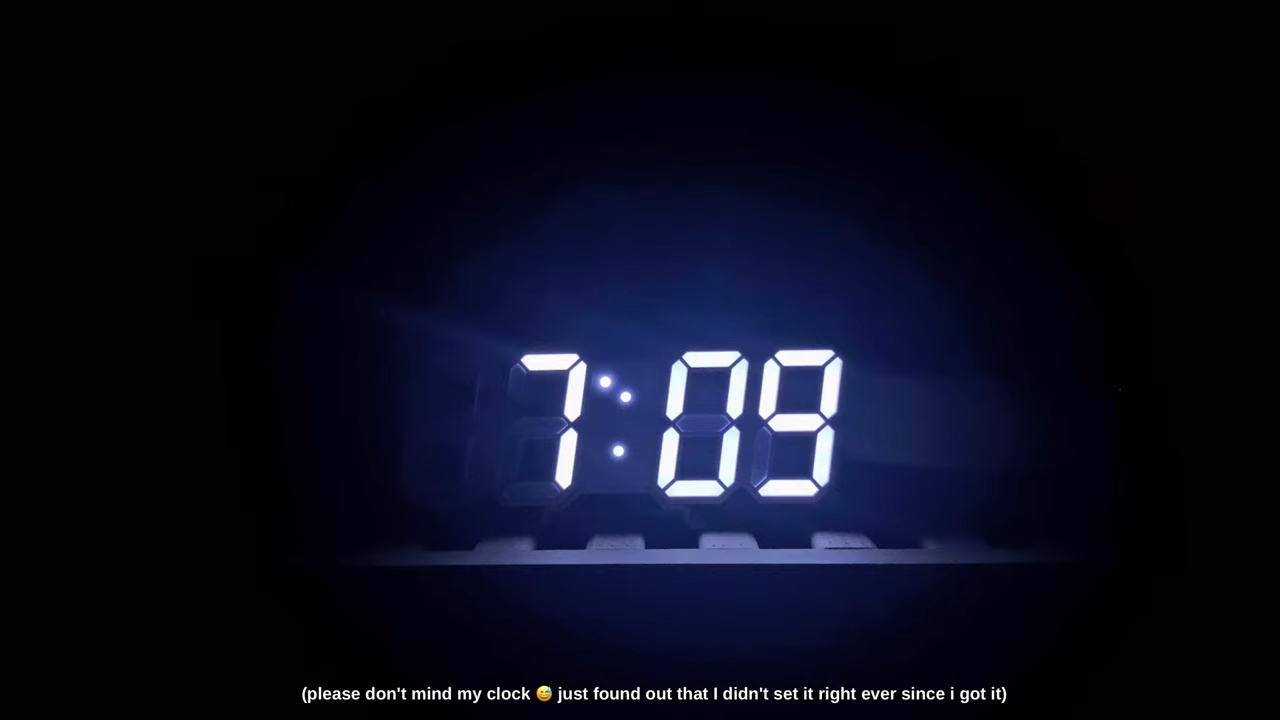 7:09
(please don't mind my clock 😅 just found out that I didn't set it right ever since i got it)